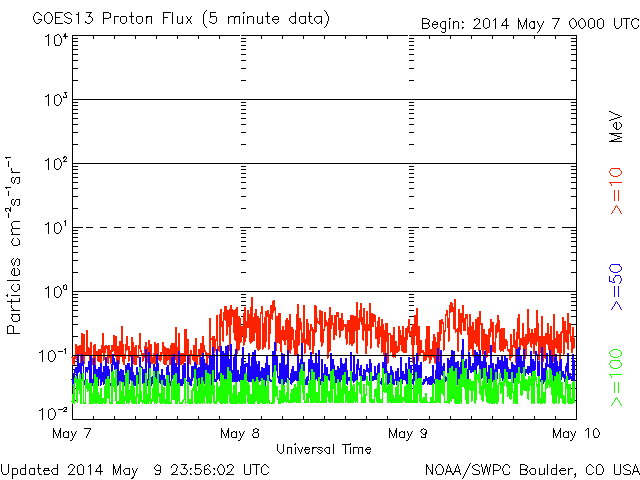 GOES13 Proton Flux (5 minute data)
Begin: 2014 May 7 0000 UTC
10⁴
10³
10²
10¹
10⁰
10⁻¹
10⁻²
Particles cm⁻²s⁻¹sr⁻¹
MeV
>=10
>=50
>=100
May 7
May 8
May 9
May 10
Universal Time
Updated 2014 May  9 23:56:02 UTC
NOAA/SWPC Boulder, CO USA